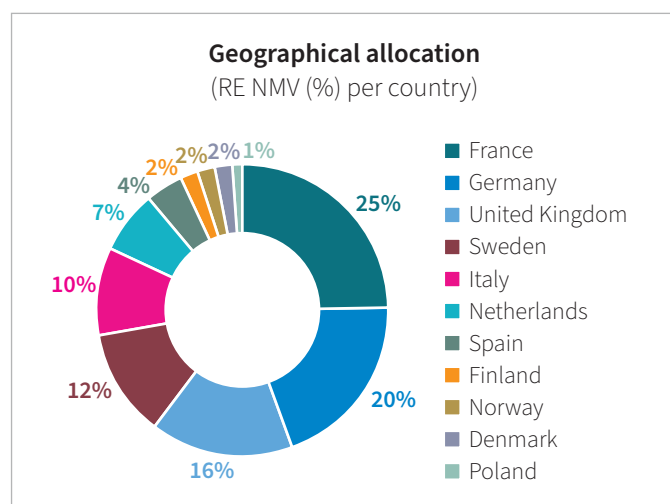 Geographical allocation
(RE NMV (%) per country)
2% 2% 2% 1%
4%
7%
10%
12%
16%
20%
25%
France
Germany
United Kingdom
Sweden
Italy
Netherlands
Spain
Finland
Norway
Denmark
Poland